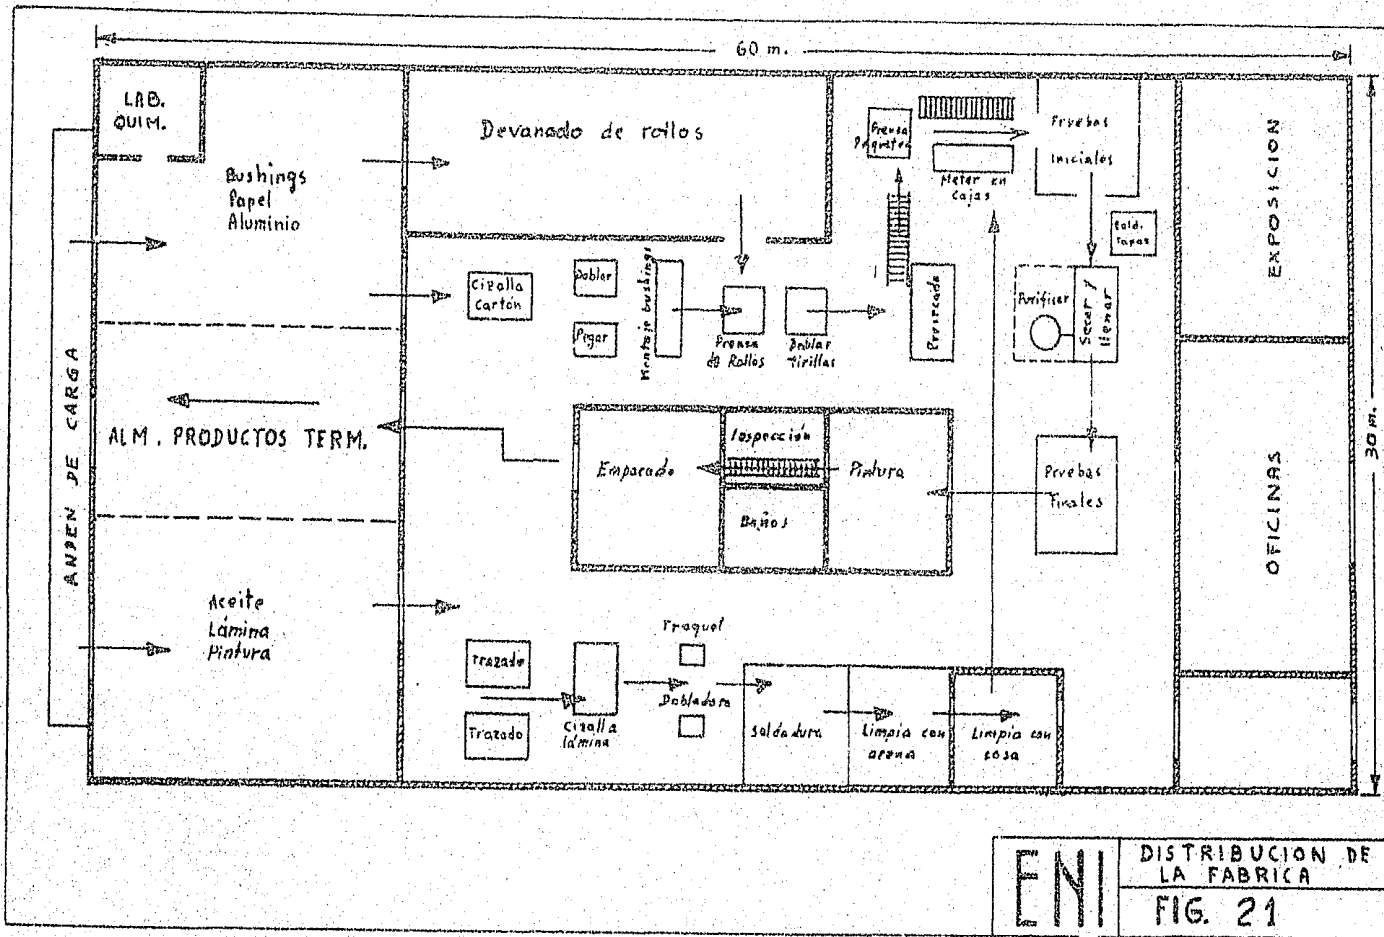 60 m.
LAB.
QUIM.
Bushings
Papel
Aluminio
Devanado de rollos
Prensa
Paquetes
Meter en
cajas
Pruebas
Iniciales
Sold.
Tapas
EXPOSICION
Cizalla
Cartón
Doblar
Pegar
Montaje bushings
Prensa
de Rollos
Doblar
Tirillas
Purificar
Secar y
llenar
ANDEN DE CARGA
ALM. PRODUCTOS TERM.
Empacado
Inspección
Baños
Pintura
Pruebas
Finales
OFICINAS
30 m.
Aceite
Lámina
Pintura
Trazado
Trazado
Cizalla
lámina
Troquel
Dobladora
Soldadura
Limpia con
arena
Limpia con
sosa
ENI
DISTRIBUCION DE
LA FABRICA
FIG. 21